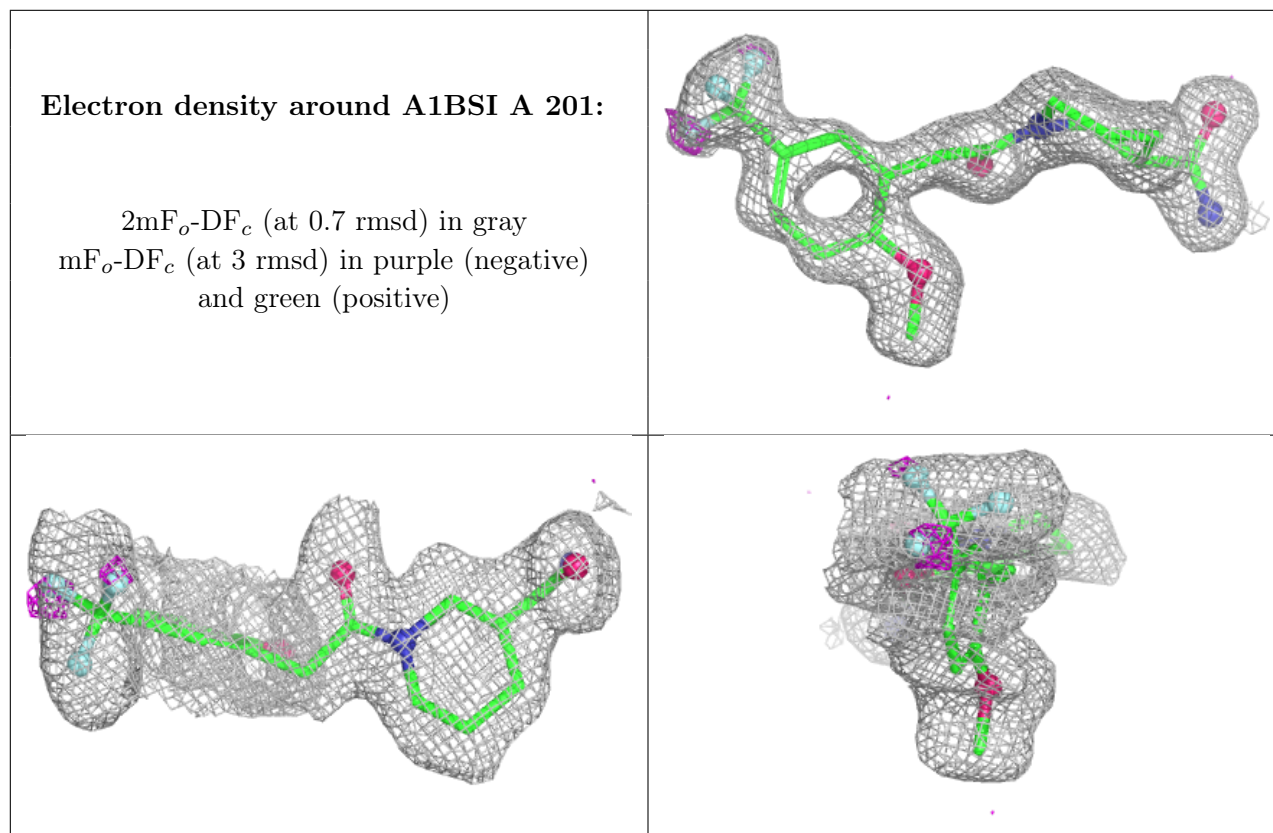 Electron density around A1BSI A 201:
2mFo-DFc (at 0.7 rmsd) in gray
mFo-DFc (at 3 rmsd) in purple (negative)
and green (positive)